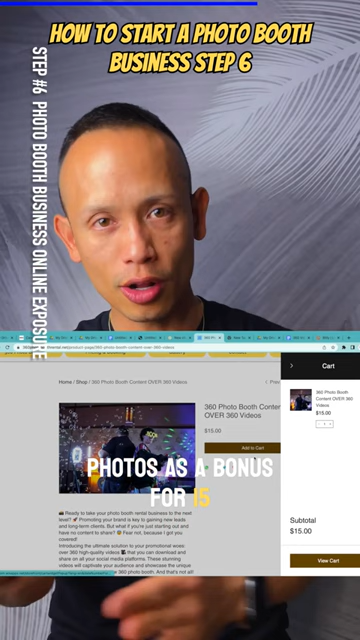 HOW TO START A PHOTO BOOTH
BUSINESS STEP 6
STEP #6 PHOTO BOOTH BUSINESS ONLINE EXPOSURE
Home / Shop / 360 Photo Booth Content OVER 360 Videos
360 Photo Booth Conten
OVER 360 Videos
$15.00
Add to Cart
Cart
360 Photo Booth Content
OVER 360 Videos
$15.00
1
PHOTOS AS A BONUS
FOR 15
Ready to take your photo booth rental business to the next
level? 🚀 Promoting your brand is key to gaining new leads
and long-term clients. But what if you're just starting out and
have no content to share? Fear not, because I got you
covered!
Introducing the ultimate solution to your promotional woes:
over 360 high-quality videos that you can download and
share on all your social media platforms. These stunning
videos will captivate your audience and showcase the unique
360 photo booth. And that's not all!
Subtotal
$15.00
View Cart